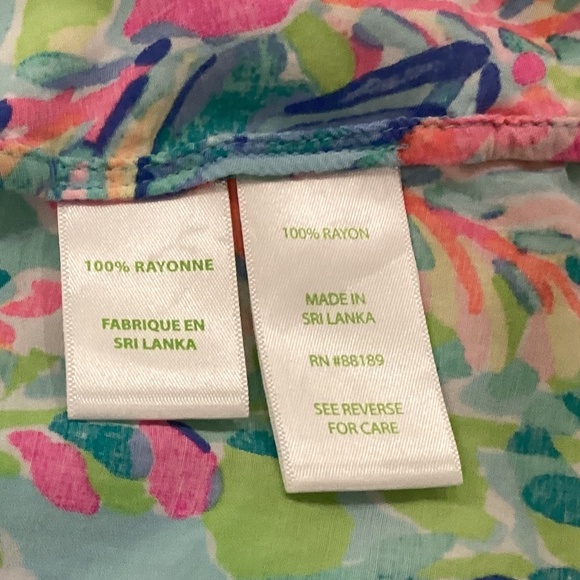 100% RAYONNE
FABRIQUE EN
SRI LANKA
100% RAYON
MADE IN
SRI LANKA
RN #88189
SEE REVERSE
FOR CARE